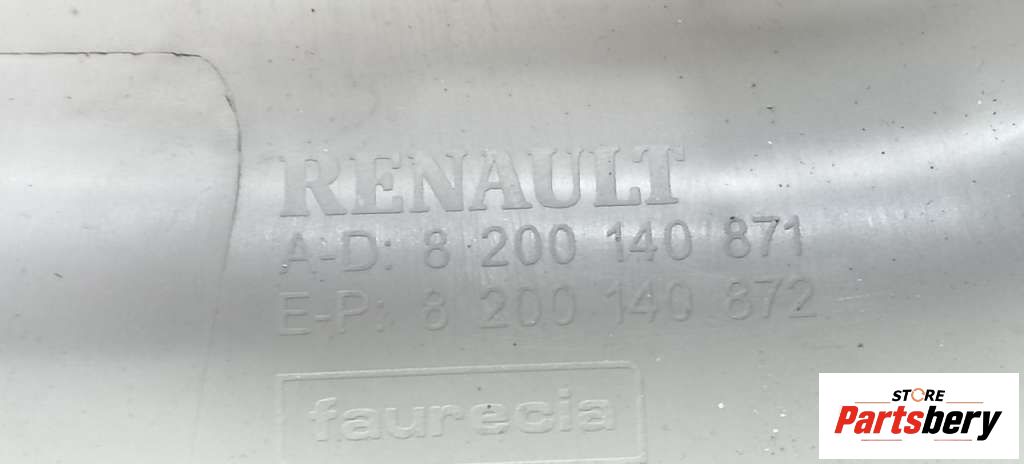 RENAULT
A-D: 8 200 140 871
E-P: 8 200 140 872
faurecia
STORE
Partsbery